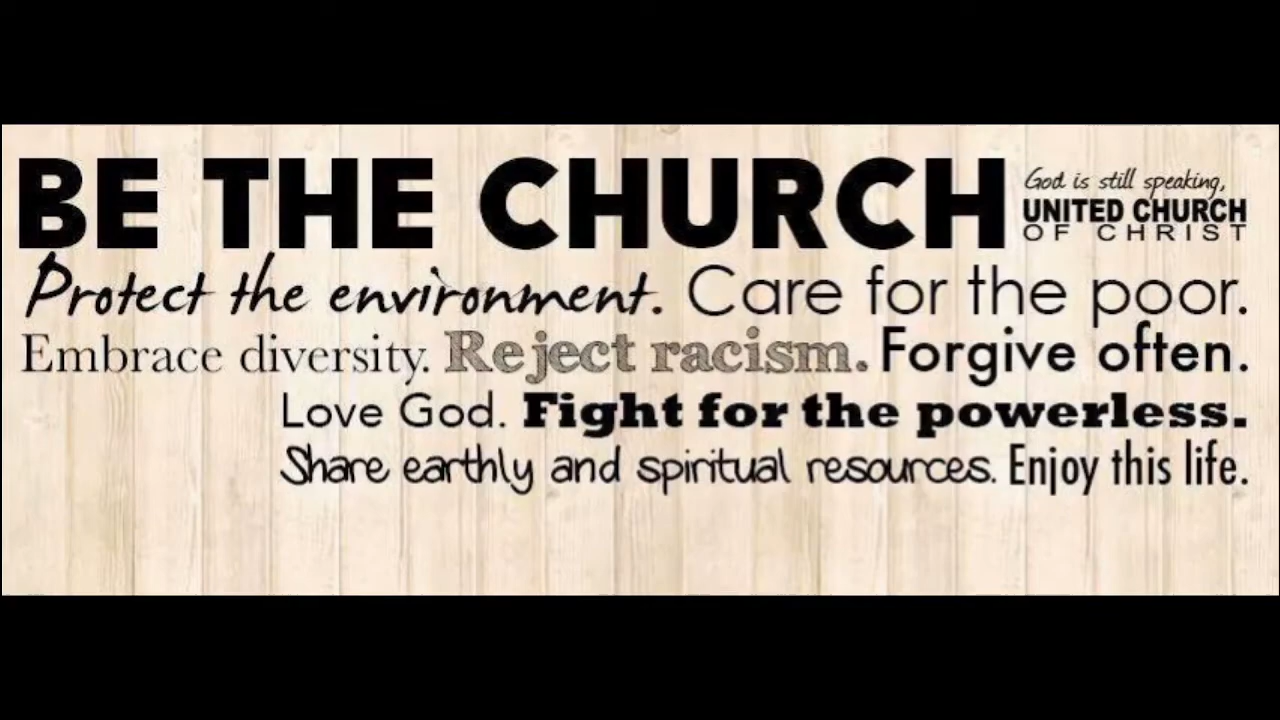 BE THE CHURCH
God is still speaking,
UNITED CHURCH
OF CHRIST
Protect the environment. Care for the poor.
Embrace diversity. Reject racism. Forgive often.
Love God. Fight for the powerless.
Share earthly and spiritual resources. Enjoy this life.